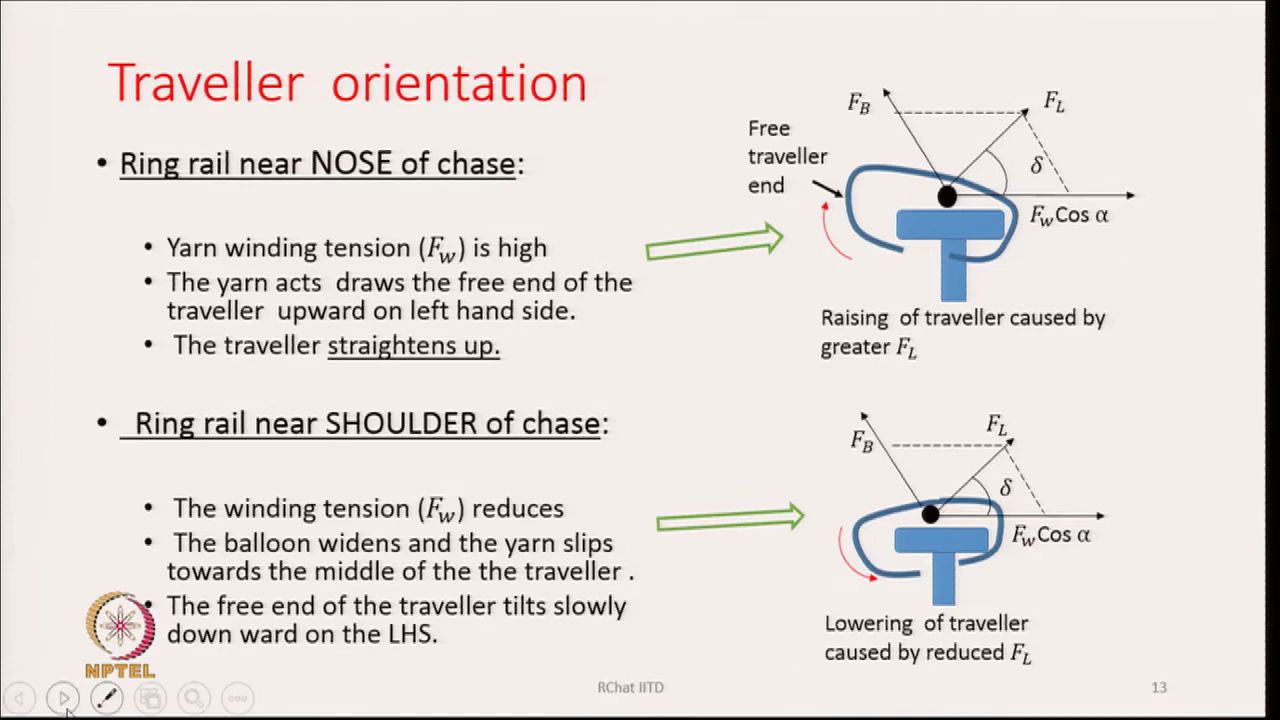 Traveller orientation
• Ring rail near NOSE of chase:
• Yarn winding tension (F_w) is high
• The yarn acts draws the free end of the
traveller upward on left hand side.
• The traveller straightens up.
• Ring rail near SHOULDER of chase:
• The winding tension (F_w) reduces
• The balloon widens and the yarn slips
towards the middle of the the traveller .
• The free end of the traveller tilts slowly
down ward on the LHS.
Free
traveller
end
F_B
F_L
δ
F_w Cos α
Raising of traveller caused by
greater F_L
F_B
F_L
δ
F_w Cos α
Lowering of traveller
caused by reduced F_L
NPTEL
RChat IITD
13